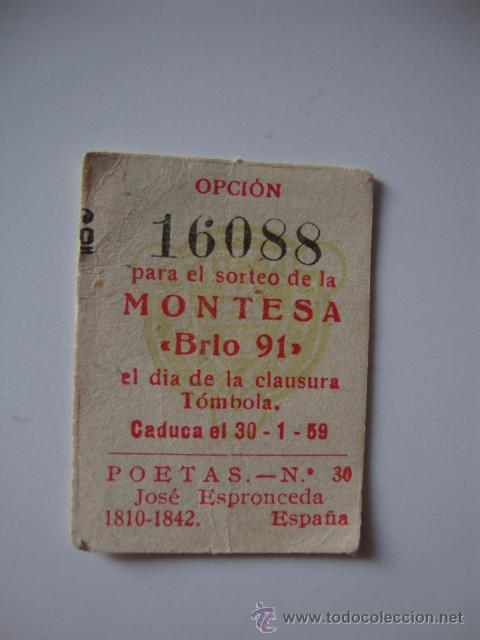 OPCIÓN
16088
para el sorteo de la
MONTESA
«Brio 91»
el dia de la clausura
Tómbola.
Caduca el 30-1-59
POETAS.—N.° 30
José Espronceda
1810-1842. España
todocoleccion
www.todocoleccion.net